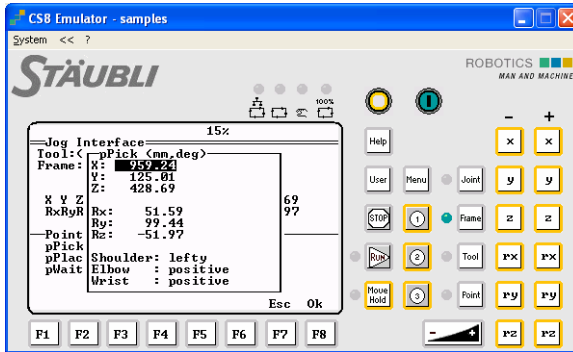 CS8 Emulator - samples
System << ?
STÄUBLI
ROBOTICS
MAN AND MACHINE
100%
15%
Jog Interface
Tool:< pPick (mm,deg)
Frame: X: 959.24
Y: 125.01
Z: 428.69
X Y Z 69
RxRyR Rx: 51.59 97
Ry: 99.44
Point Rz: -51.97
pPick
pPlac Shoulder: lefty
pWait Elbow : positive
Wrist : positive
Esc Ok
F1 F2 F3 F4 F5 F6 F7 F8
- +
Help x x
User Menu Joint y y
STOP 1 Frame z z
RUN 2 Tool rx rx
Move Hold 3 Point ry ry
- + rz rz